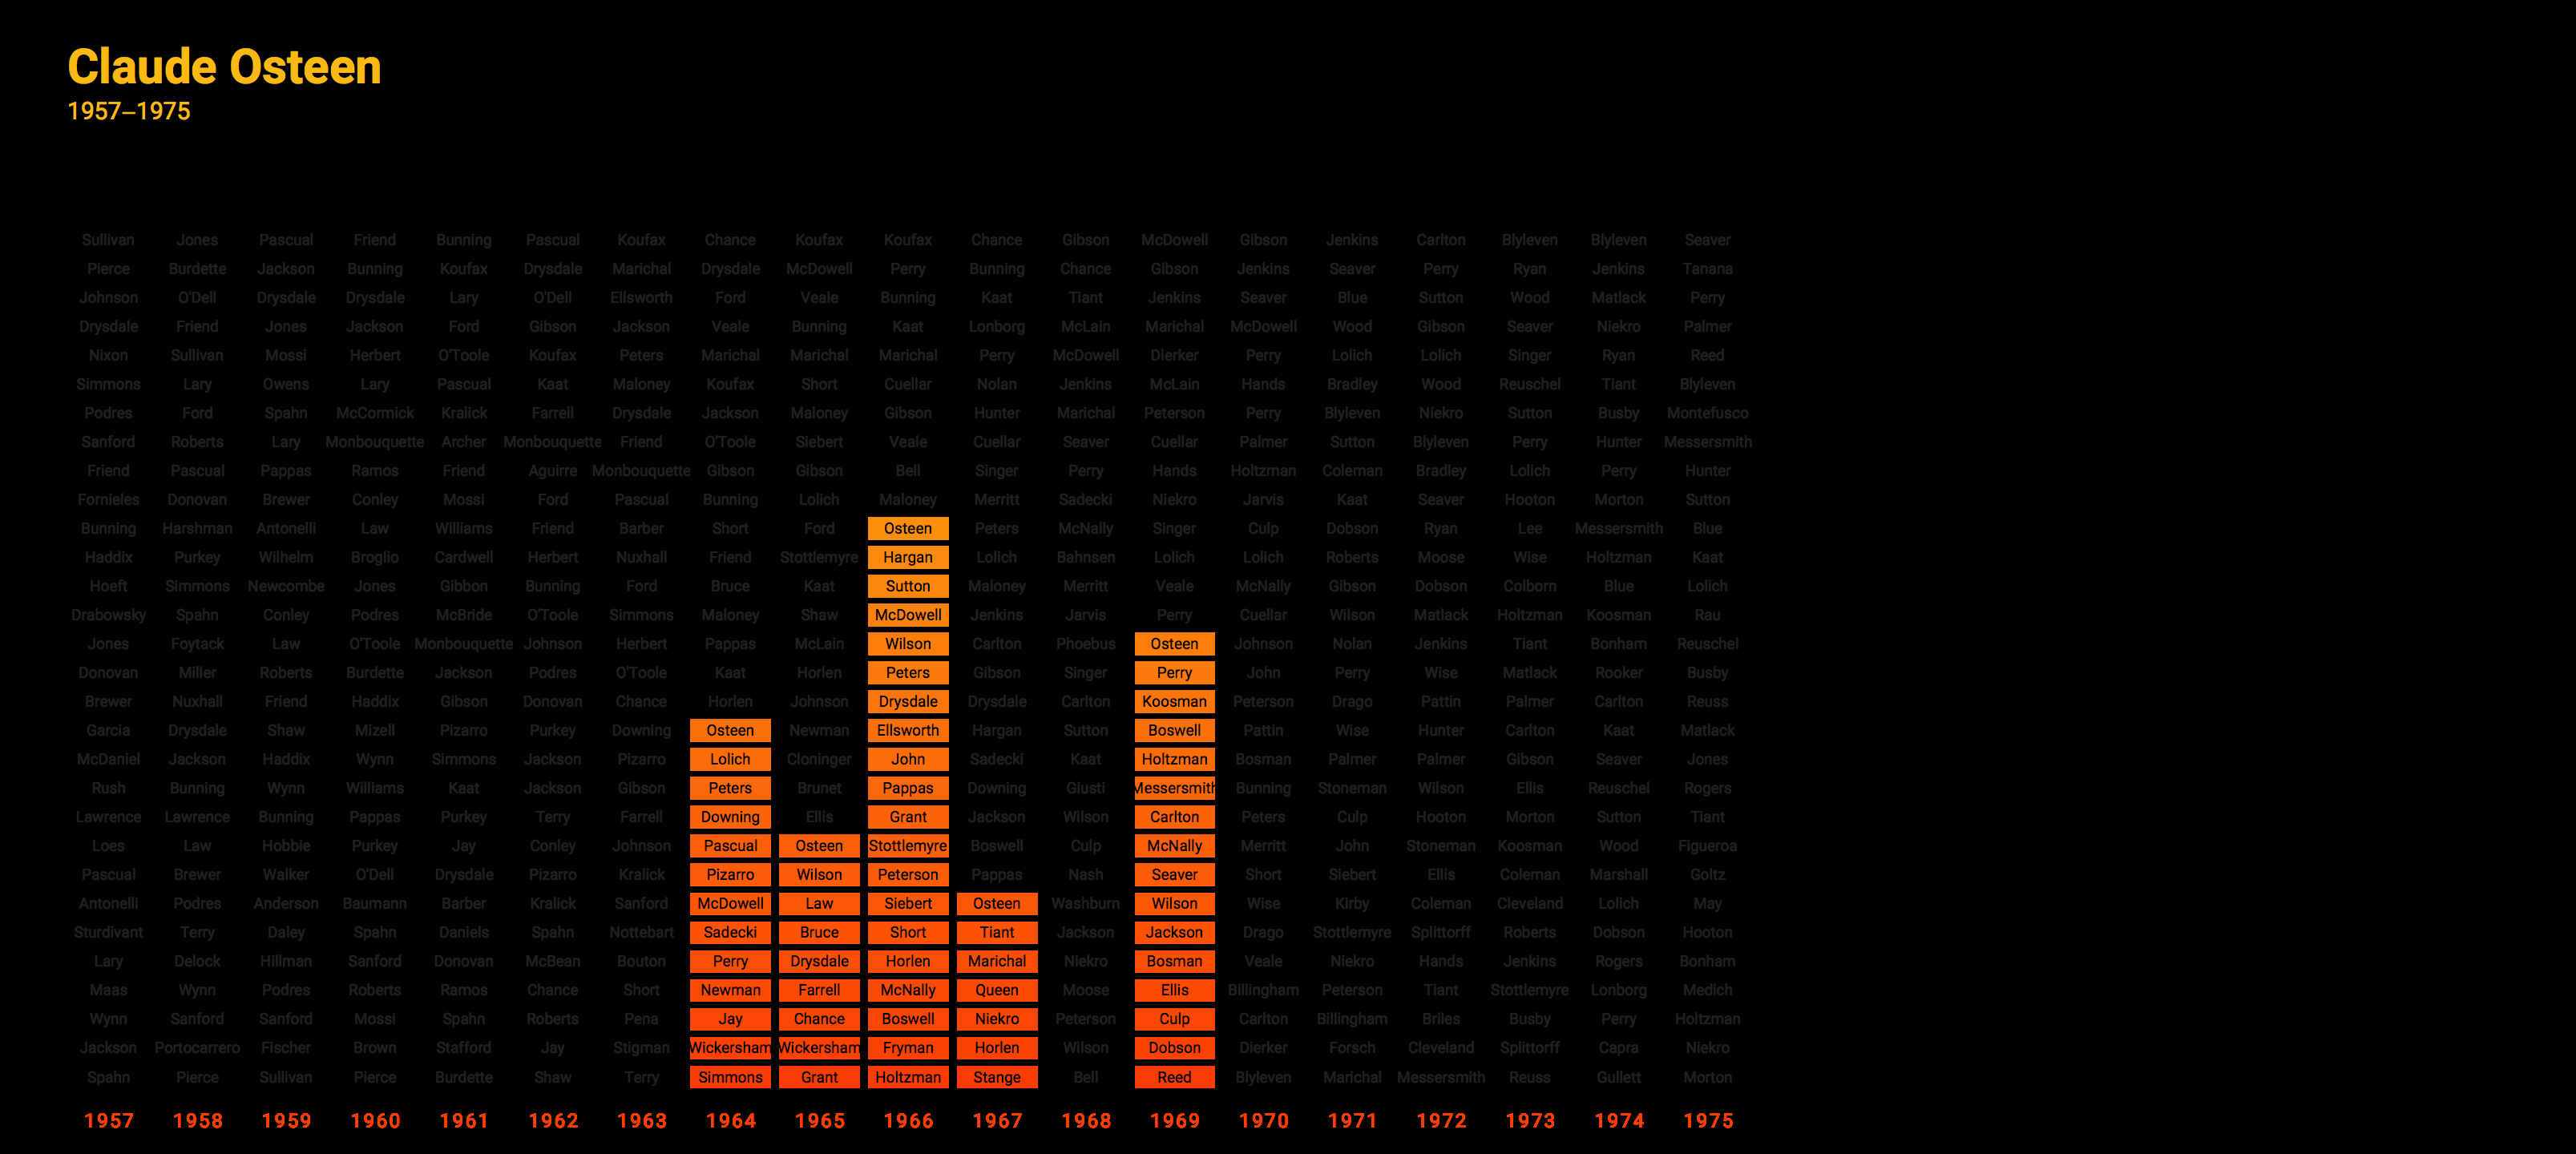 Claude Osteen
1957–1975
Sullivan Jones Pascual Friend Bunning Pascual Koufax Chance Koufax Koufax Chance Gibson McDowell Gibson Jenkins Carlton Blyleven Blyleven Seaver
Pierce Burdette Jackson Bunning Koufax Drysdale Marichal Drysdale McDowell Perry Bunning Chance Gibson Jenkins Seaver Perry Ryan Jenkins Tanana
Johnson O'Dell Drysdale Drysdale Lary O'Dell Ellsworth Ford Veale Bunning Kaat Tiant Jenkins Seaver Blue Sutton Wood Matlack Perry
Drysdale Friend Jones Jackson Ford Gibson Jackson Veale Bunning Kaat Lonborg McLain Marichal McDowell Wood Gibson Seaver Niekro Palmer
Nixon Sullivan Mossi Herbert O'Toole Koufax Peters Marichal Marichal Marichal Perry McDowell Dierker Perry Lolich Lolich Singer Ryan Reed
Simmons Lary Owens Lary Pascual Kaat Maloney Koufax Short Cuellar Nolan Jenkins McLain Hands Bradley Wood Reuschel Tiant Blyleven
Podres Ford Spahn McCormick Kralick Farrell Drysdale Jackson Maloney Gibson Hunter Marichal Peterson Perry Blyleven Niekro Sutton Busby Montefusco
Sanford Roberts Lary Monbouquette Archer Monbouquette Friend O'Toole Siebert Veale Cuellar Seaver Cuellar Palmer Sutton Blyleven Perry Hunter Messersmith
Friend Pascual Pappas Ramos Friend Aguirre Monbouquette Gibson Gibson Bell Singer Perry Hands Holtzman Coleman Bradley Lolich Perry Hunter
Fornieles Donovan Brewer Conley Mossi Ford Pascual Bunning Lolich Maloney Merritt Sadecki Niekro Jarvis Kaat Seaver Hooton Morton Sutton
Bunning Harshman Antonelli Law Williams Friend Barber Short Ford Osteen Peters McNally Singer Culp Dobson Ryan Lee Messersmith Blue
Haddix Purkey Wilhelm Broglio Cardwell Herbert Nuxhall Friend Stottlemyre Hargan Lolich Bahnsen Lolich Lolich Roberts Moose Wise Holtzman Kaat
Hoeft Simmons Newcombe Jones Gibbon Bunning Ford Bruce Kaat Sutton Maloney Merritt Veale McNally Gibson Dobson Colborn Blue Lolich
Drabowsky Spahn Conley Podres McBride O'Toole Simmons Maloney Shaw McDowell Jenkins Jarvis Perry Cuellar Wilson Matlack Holtzman Koosman Rau
Jones Foytack Law O'Toole Monbouquette Johnson Herbert Pappas McLain Wilson Carlton Phoebus Osteen Johnson Nolan Jenkins Tiant Bonham Reuschel
Donovan Miller Roberts Burdette Jackson Podres O'Toole Kaat Horlen Peters Gibson Singer Perry John Perry Wise Matlack Rooker Busby
Brewer Nuxhall Friend Haddix Gibson Donovan Chance Horlen Johnson Drysdale Drysdale Carlton Koosman Peterson Drago Pattin Palmer Carlton Reuss
Garcia Drysdale Shaw Mizell Pizarro Purkey Downing Osteen Newman Ellsworth Hargan Sutton Boswell Pattin Wise Hunter Carlton Kaat Matlack
McDaniel Jackson Haddix Wynn Simmons Jackson Pizarro Lolich Cloninger John Sadecki Kaat Holtzman Bosman Palmer Palmer Gibson Seaver Jones
Rush Bunning Wynn Williams Kaat Jackson Gibson Peters Brunet Pappas Downing Giusti Messersmith Bunning Stoneman Wilson Ellis Reuschel Rogers
Lawrence Lawrence Bunning Pappas Purkey Terry Farrell Downing Ellis Grant Jackson Wilson Carlton Peters Culp Hooton Morton Sutton Tiant
Loes Law Hobbie Purkey Jay Conley Johnson Pascual Osteen Stottlemyre Boswell Culp McNally Merritt John Stoneman Koosman Wood Figueroa
Pascual Brewer Walker O'Dell Drysdale Pizarro Kralick Pizarro Wilson Peterson Pappas Nash Seaver Short Siebert Ellis Coleman Marshall Goltz
Antonelli Podres Anderson Baumann Barber Kralick Sanford McDowell Law Siebert Osteen Washburn Wilson Wise Kirby Coleman Cleveland Lolich May
Sturdivant Terry Daley Spahn Daniels Spahn Nottebart Sadecki Bruce Short Tiant Jackson Jackson Drago Stottlemyre Splittorff Roberts Dobson Hooton
Lary Delock Hillman Sanford Donovan McBean Bouton Perry Drysdale Horlen Marichal Niekro Bosman Veale Niekro Hands Jenkins Rogers Bonham
Maas Wynn Podres Roberts Ramos Chance Short Newman Farrell McNally Queen Moose Ellis Billingham Peterson Tiant Stottlemyre Lonborg Medich
Wynn Sanford Sanford Mossi Spahn Roberts Pena Jay Chance Boswell Niekro Peterson Culp Carlton Billingham Briles Busby Perry Holtzman
Jackson Portocarrero Fischer Brown Stafford Jay Stigman Wickersham Wickersham Fryman Horlen Wilson Dobson Dierker Forsch Cleveland Splittorff Capra Niekro
Spahn Pierce Sullivan Pierce Burdette Shaw Terry Simmons Grant Holtzman Stange Bell Reed Blyleven Marichal Messersmith Reuss Gullett Morton
1957 1958 1959 1960 1961 1962 1963 1964 1965 1966 1967 1968 1969 1970 1971 1972 1973 1974 1975